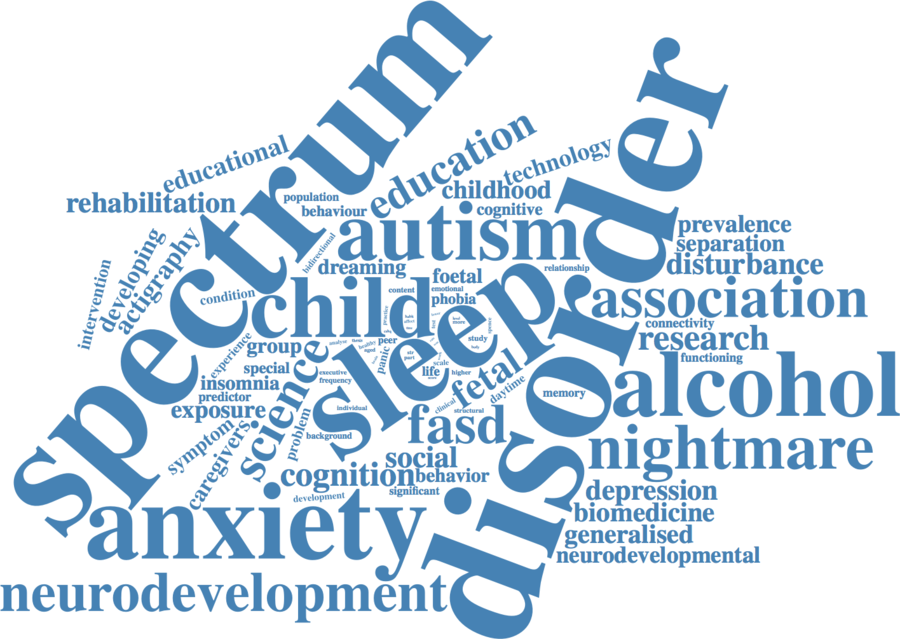 spectrum
disorder
educational
education
technology
rehabilitation
population
behaviour
childhood
cognitive
autism
bidirectional
prevalence
separation
disturbance
developing
actigraphy
intervention
dreaming
foetal
relationship
condition
content
emotional
phobia
child
sleep
association
connectivity
research
functioning
experience
group
peer
panic
special
insomnia
predictor
exposure
science
executive
frequency
life
scale
higher
study
fetal
daytime
clinical
structural
memory
alcohol
individual
background
problem
symptom
caregivers
fasd
social
cognition
behavior
nightmare
development
significant
anxiety
depression
biomedicine
generalised
neurodevelopmental
neurodevelopment